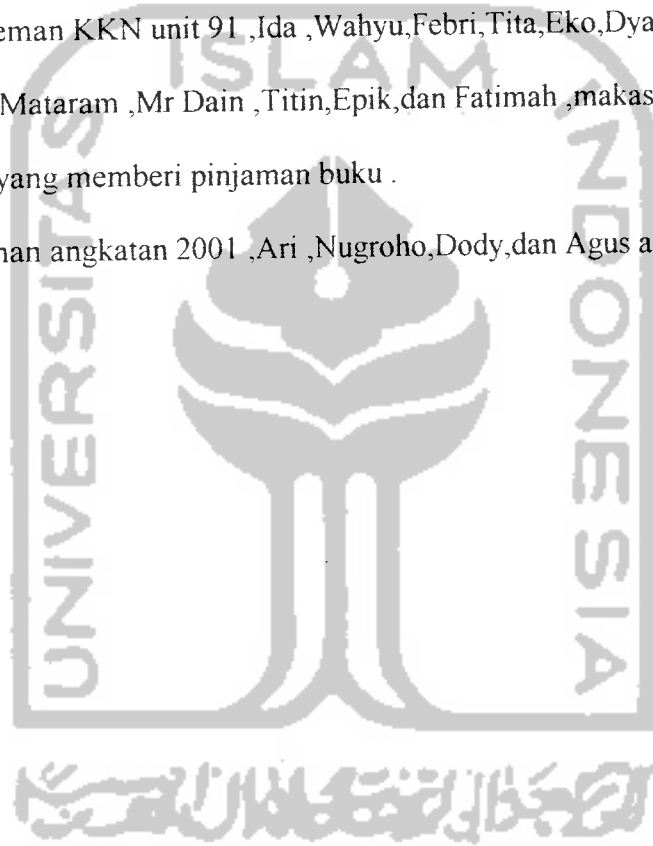 eman KKN unit 91 ,Ida ,Wahyu,Febri,Tita,Eko,Dya
Mataram ,Mr Dain ,Titin,Epik,dan Fatimah ,makas
yang memberi pinjaman buku .
nan angkatan 2001 ,Ari ,Nugroho,Dody,dan Agus a
ISLAM
UNIVERSITAS
INDONESIA